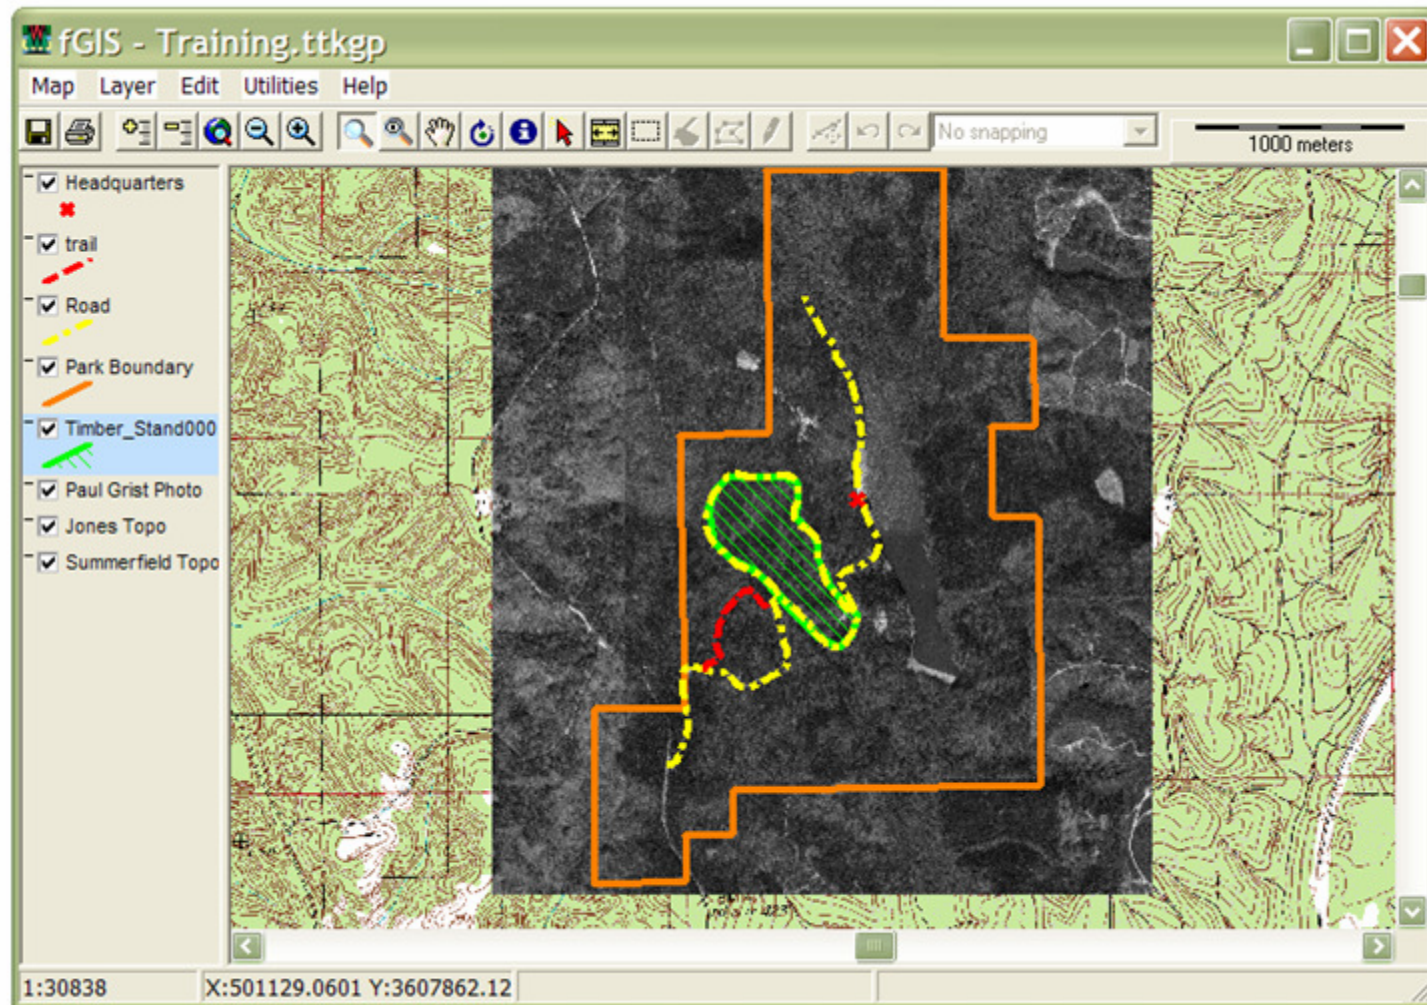 fGIS - Training.ttkgp
Map Layer Edit Utilities Help
No snapping
1000 meters
Headquarters
trail
Road
Park Boundary
Timber_Stand000
Paul Grist Photo
Jones Topo
Summerfield Topo
1:30838 X:501129.0601 Y:3607862.12